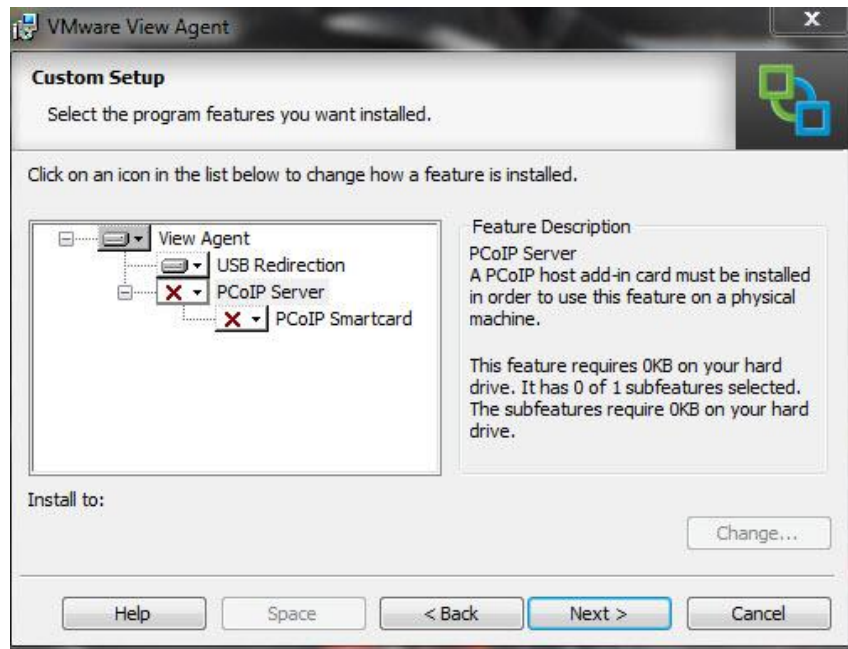 VMware View Agent
x
Custom Setup
Select the program features you want installed.
Click on an icon in the list below to change how a feature is installed.
View Agent
USB Redirection
PCoIP Server
PCoIP Smartcard
Feature Description
PCoIP Server
A PCoIP host add-in card must be installed
in order to use this feature on a physical
machine.
This feature requires 0KB on your hard
drive. It has 0 of 1 subfeatures selected.
The subfeatures require 0KB on your hard
drive.
Install to:
Change...
Help
Space
< Back
Next >
Cancel